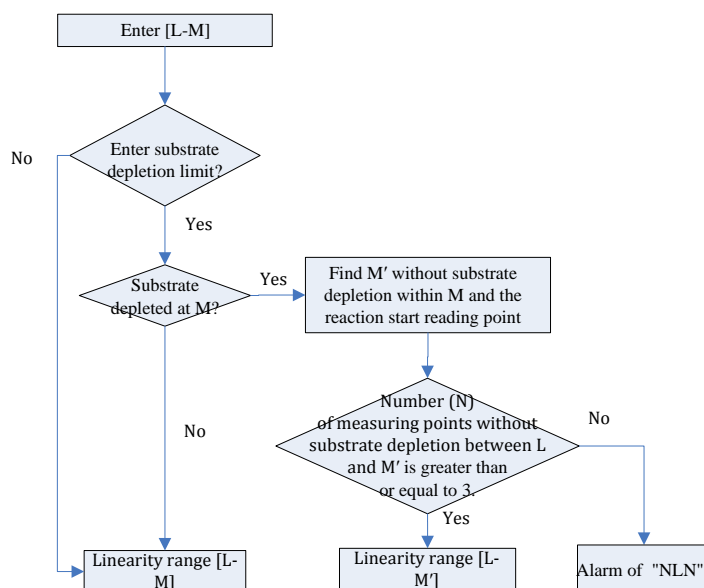 Enter [L-M]
No
Enter substrate
depletion limit?
Yes
Substrate
depleted at M?
Yes
Find M′ without substrate
depletion within M and the
reaction start reading point
No
Number (N)
of measuring points without
substrate depletion between L
and M′ is greater than
or equal to 3.
No
Yes
Linearity range [L-
M]
Linearity range [L-
M′]
Alarm of "NLN"